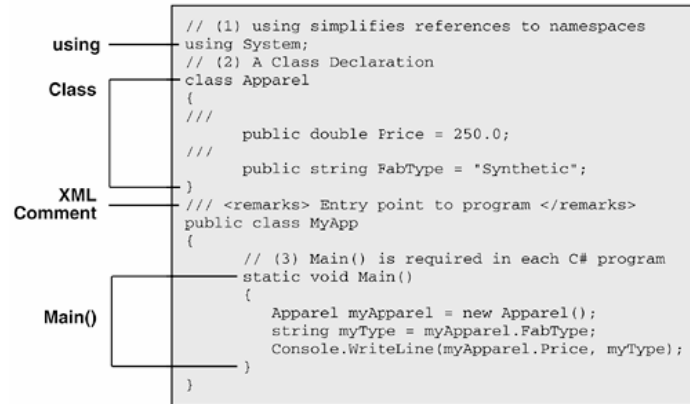 // (1) using simplifies references to namespaces
using
using System;
// (2) A Class Declaration
Class
class Apparel
{
///
public double Price = 250.0;
///
public string FabType = "Synthetic";
}
XML
Comment
/// <remarks> Entry point to program </remarks>
public class MyApp
{
// (3) Main() is required in each C# program
static void Main()
{
Main()
Apparel myApparel = new Apparel();
string myType = myApparel.FabType;
Console.WriteLine(myApparel.Price, myType);
}
}